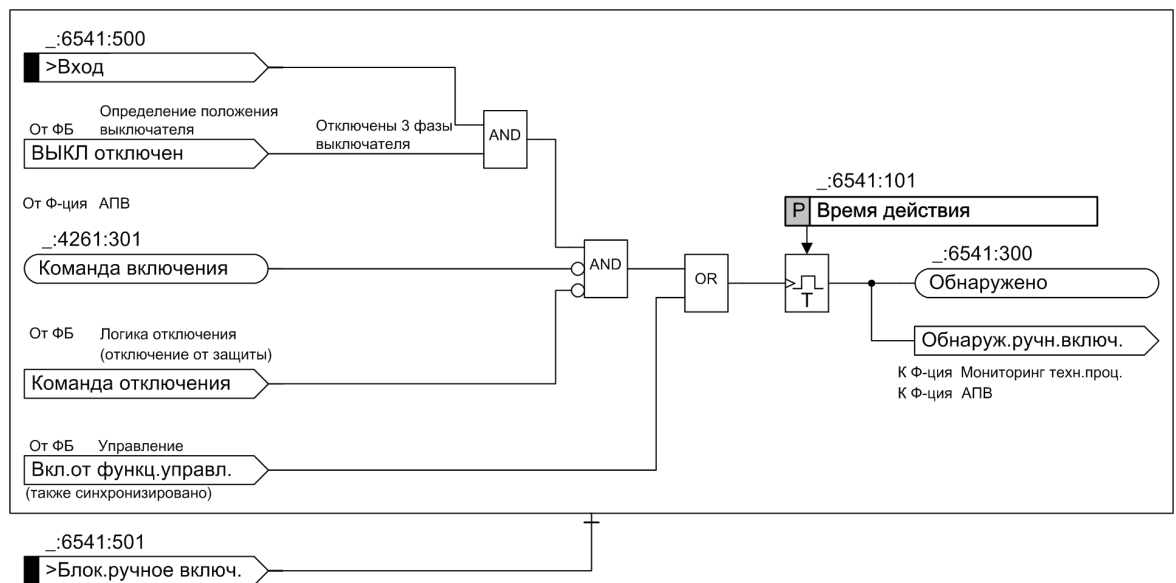 _:6541:500
>Вход
Определение положения
От ФБ выключателя
ВЫКЛ отключен
Отключены 3 фазы
выключателя
AND
От Ф-ция АПВ
_:4261:301
Команда включения
AND
OR
_:6541:101
P Время действия
T
_:6541:300
Обнаружено
Обнаруж.ручн.включ.
К Ф-ция Мониторинг техн.проц.
К Ф-ция АПВ
От ФБ Логика отключения
(отключение от защиты)
Команда отключения
От ФБ Управление
Вкл.от функц.управл.
(также синхронизировано)
_:6541:501
>Блок.ручное включ.